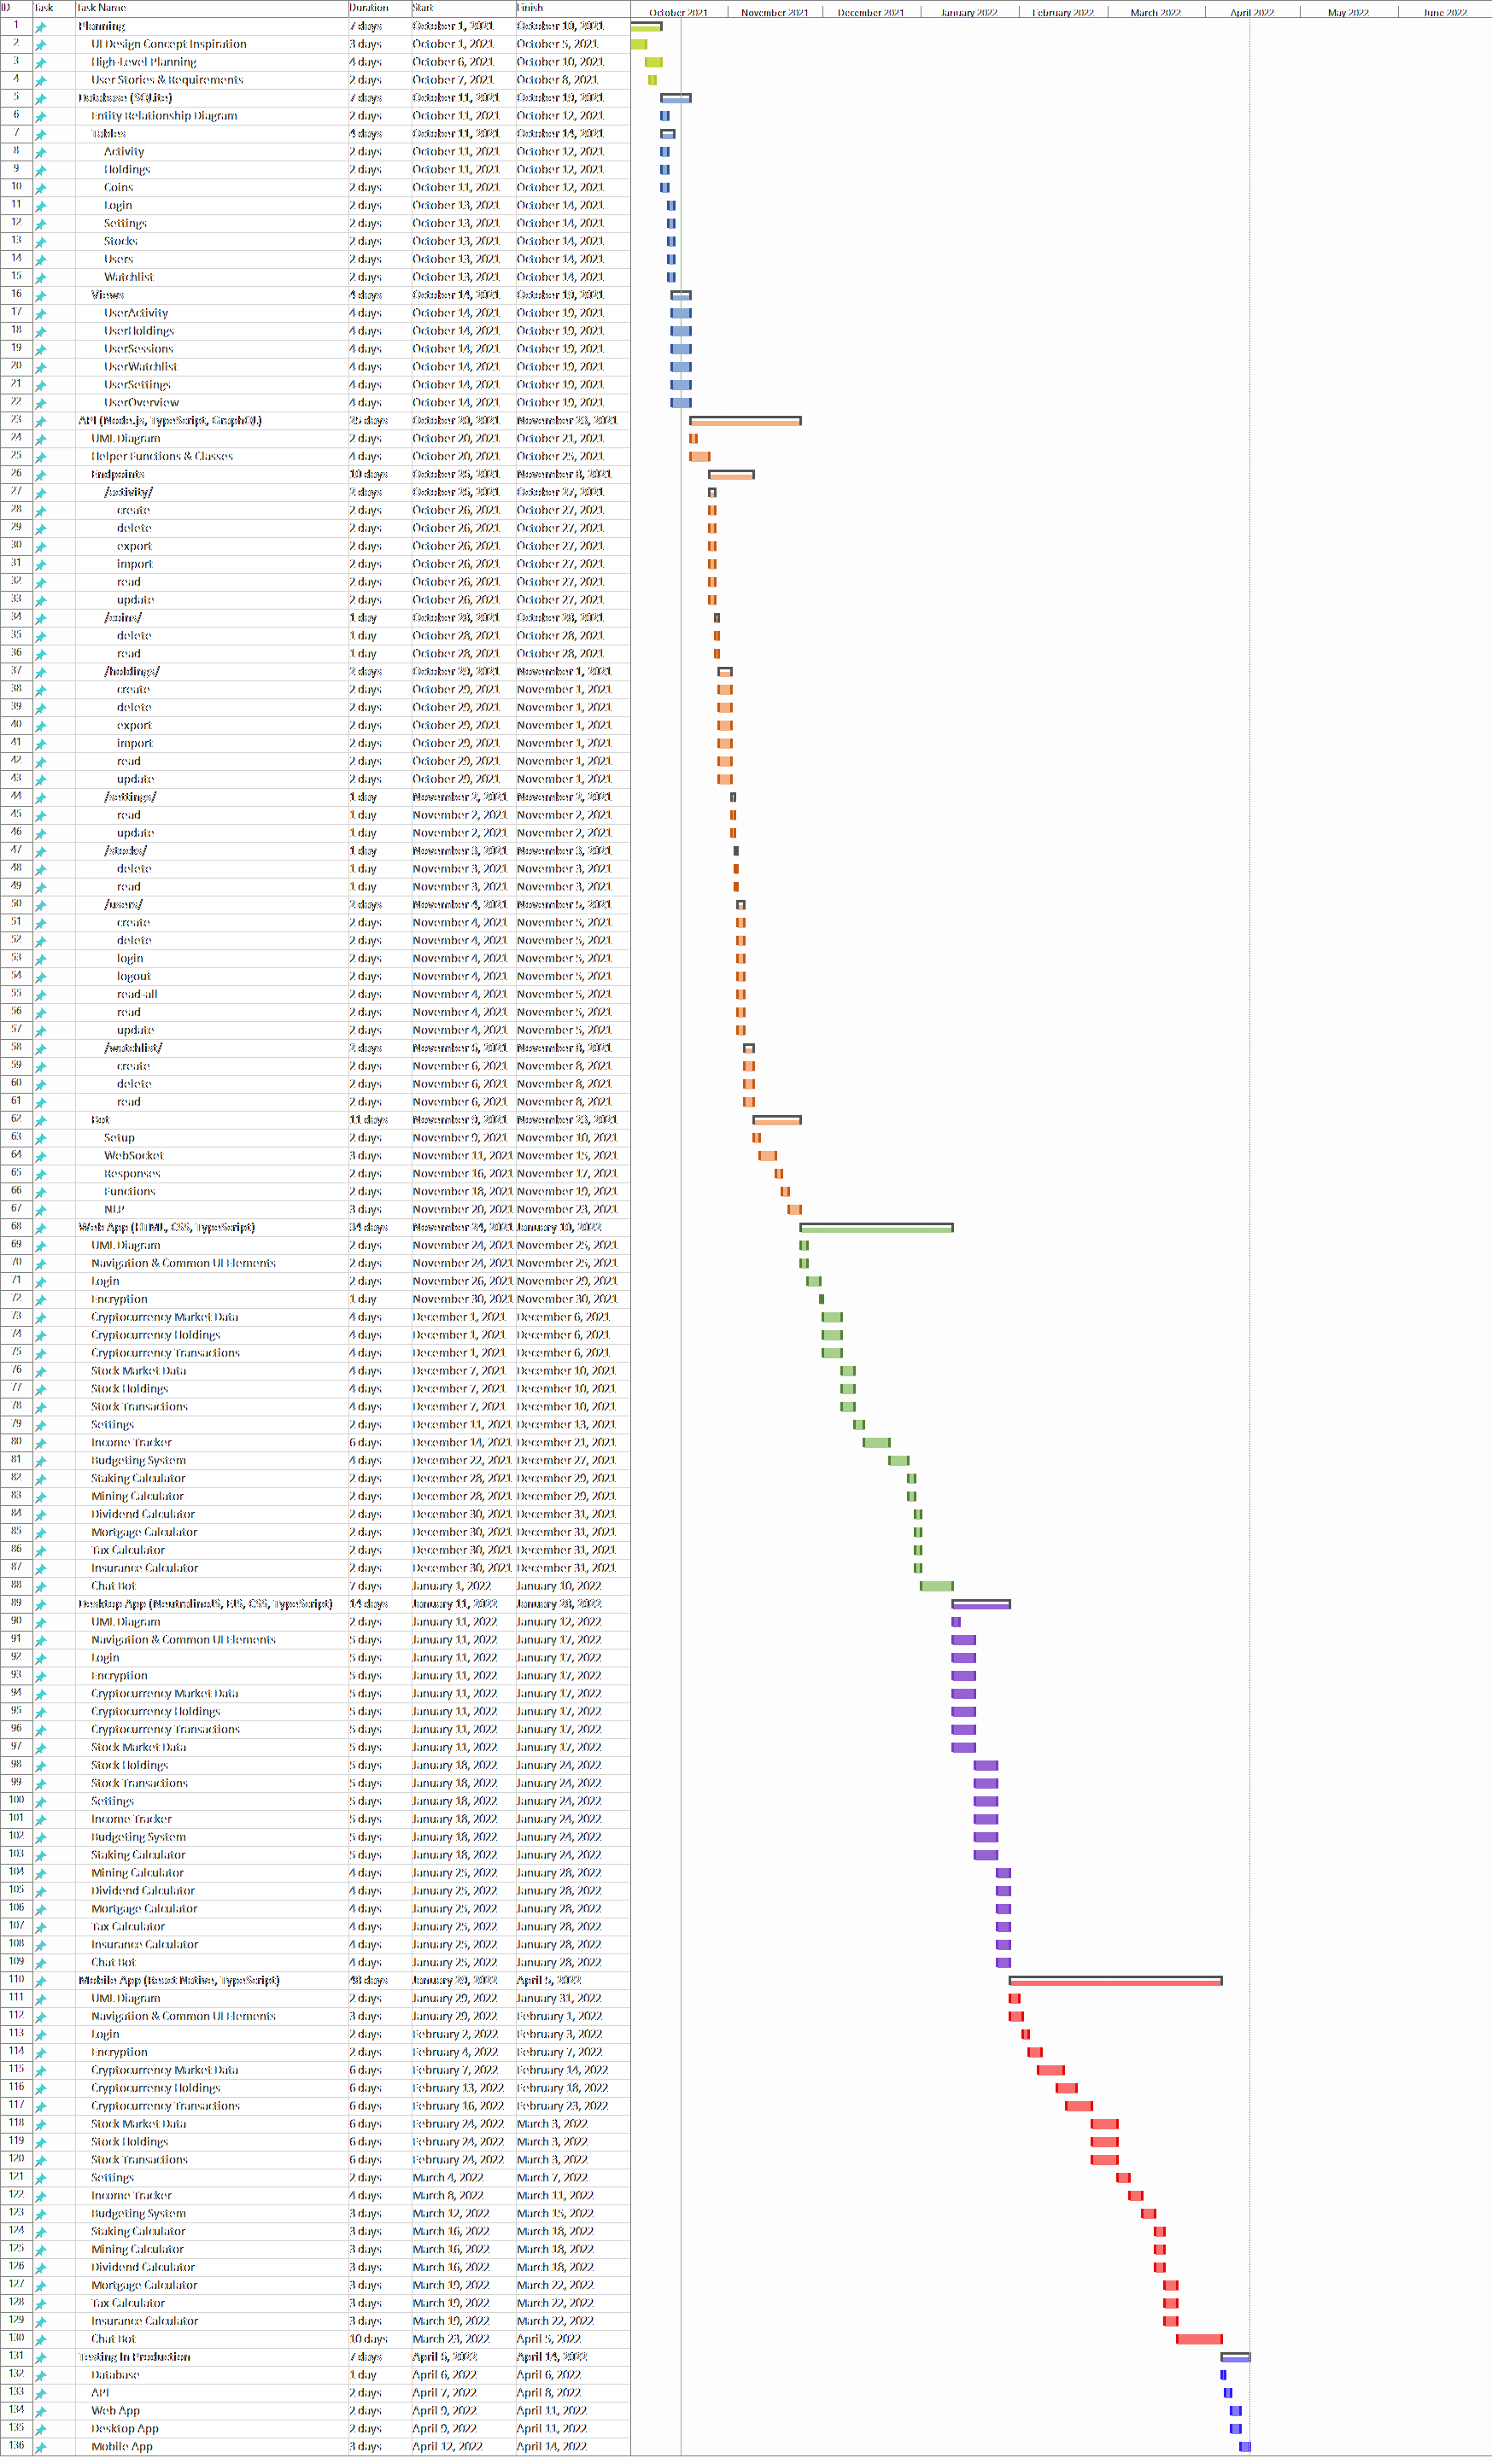 ID Task Task Name Duration Start Finish October 2021 November 2021 December 2021 January 2022 February 2022 March 2022 April 2022 May 2022 June 2022
1 Planning 7 days October 1, 2021 October 10, 2021
2 UI Design Concept Inspiration 3 days October 1, 2021 October 5, 2021
3 High-Level Planning 4 days October 6, 2021 October 10, 2021
4 User Stories & Requirements 2 days October 7, 2021 October 8, 2021
5 Database (SQLite) 7 days October 11, 2021 October 19, 2021
6 Entity Relationship Diagram 2 days October 11, 2021 October 12, 2021
7 Tables 4 days October 11, 2021 October 14, 2021
8 Activity 2 days October 11, 2021 October 12, 2021
9 Holdings 2 days October 11, 2021 October 12, 2021
10 Coins 2 days October 11, 2021 October 12, 2021
11 Login 2 days October 13, 2021 October 14, 2021
12 Settings 2 days October 13, 2021 October 14, 2021
13 Stocks 2 days October 13, 2021 October 14, 2021
14 Users 2 days October 13, 2021 October 14, 2021
15 Watchlist 2 days October 13, 2021 October 14, 2021
16 Views 4 days October 14, 2021 October 19, 2021
17 UserActivity 4 days October 14, 2021 October 19, 2021
18 UserHoldings 4 days October 14, 2021 October 19, 2021
19 UserSessions 4 days October 14, 2021 October 19, 2021
20 UserWatchlist 4 days October 14, 2021 October 19, 2021
21 UserSettings 4 days October 14, 2021 October 19, 2021
22 UserOverview 4 days October 14, 2021 October 19, 2021
23 API (Node.js, TypeScript, GraphQL) 25 days October 20, 2021 November 23, 2021
24 UML Diagram 2 days October 20, 2021 October 21, 2021
25 Helper Functions & Classes 4 days October 20, 2021 October 25, 2021
26 Endpoints 10 days October 26, 2021 November 8, 2021
27 /activity/ 2 days October 26, 2021 October 27, 2021
28 create 2 days October 26, 2021 October 27, 2021
29 delete 2 days October 26, 2021 October 27, 2021
30 export 2 days October 26, 2021 October 27, 2021
31 import 2 days October 26, 2021 October 27, 2021
32 read 2 days October 26, 2021 October 27, 2021
33 update 2 days October 26, 2021 October 27, 2021
34 /coins/ 1 day October 28, 2021 October 28, 2021
35 delete 1 day October 28, 2021 October 28, 2021
36 read 1 day October 28, 2021 October 28, 2021
37 /holdings/ 2 days October 29, 2021 November 1, 2021
38 create 2 days October 29, 2021 November 1, 2021
39 delete 2 days October 29, 2021 November 1, 2021
40 export 2 days October 29, 2021 November 1, 2021
41 import 2 days October 29, 2021 November 1, 2021
42 read 2 days October 29, 2021 November 1, 2021
43 update 2 days October 29, 2021 November 1, 2021
44 /settings/ 1 day November 2, 2021 November 2, 2021
45 read 1 day November 2, 2021 November 2, 2021
46 update 1 day November 2, 2021 November 2, 2021
47 /stocks/ 1 day November 3, 2021 November 3, 2021
48 delete 1 day November 3, 2021 November 3, 2021
49 read 1 day November 3, 2021 November 3, 2021
50 /users/ 2 days November 4, 2021 November 5, 2021
51 create 2 days November 4, 2021 November 5, 2021
52 delete 2 days November 4, 2021 November 5, 2021
53 login 2 days November 4, 2021 November 5, 2021
54 logout 2 days November 4, 2021 November 5, 2021
55 read-all 2 days November 4, 2021 November 5, 2021
56 read 2 days November 4, 2021 November 5, 2021
57 update 2 days November 4, 2021 November 5, 2021
58 /watchlist/ 2 days November 6, 2021 November 8, 2021
59 create 2 days November 6, 2021 November 8, 2021
60 delete 2 days November 6, 2021 November 8, 2021
61 read 2 days November 6, 2021 November 8, 2021
62 Bot 11 days November 9, 2021 November 23, 2021
63 Setup 2 days November 9, 2021 November 10, 2021
64 WebSocket 3 days November 11, 2021 November 15, 2021
65 Responses 2 days November 16, 2021 November 17, 2021
66 Functions 2 days November 18, 2021 November 19, 2021
67 NLP 3 days November 20, 2021 November 23, 2021
68 Web App (HTML, CSS, TypeScript) 34 days November 24, 2021 January 10, 2022
69 UML Diagram 2 days November 24, 2021 November 25, 2021
70 Navigation & Common UI Elements 2 days November 24, 2021 November 25, 2021
71 Login 2 days November 26, 2021 November 29, 2021
72 Encryption 1 day November 30, 2021 November 30, 2021
73 Cryptocurrency Market Data 4 days December 1, 2021 December 6, 2021
74 Cryptocurrency Holdings 4 days December 1, 2021 December 6, 2021
75 Cryptocurrency Transactions 4 days December 1, 2021 December 6, 2021
76 Stock Market Data 4 days December 7, 2021 December 10, 2021
77 Stock Holdings 4 days December 7, 2021 December 10, 2021
78 Stock Transactions 4 days December 7, 2021 December 10, 2021
79 Settings 2 days December 11, 2021 December 13, 2021
80 Income Tracker 6 days December 14, 2021 December 21, 2021
81 Budgeting System 4 days December 22, 2021 December 27, 2021
82 Staking Calculator 2 days December 28, 2021 December 29, 2021
83 Mining Calculator 2 days December 28, 2021 December 29, 2021
84 Dividend Calculator 2 days December 30, 2021 December 31, 2021
85 Mortgage Calculator 2 days December 30, 2021 December 31, 2021
86 Tax Calculator 2 days December 30, 2021 December 31, 2021
87 Insurance Calculator 2 days December 30, 2021 December 31, 2021
88 Chat Bot 7 days January 1, 2022 January 10, 2022
89 Desktop App (NeutralinoJS, EJS, CSS, TypeScript) 14 days January 11, 2022 January 28, 2022
90 UML Diagram 2 days January 11, 2022 January 12, 2022
91 Navigation & Common UI Elements 5 days January 11, 2022 January 17, 2022
92 Login 5 days January 11, 2022 January 17, 2022
93 Encryption 5 days January 11, 2022 January 17, 2022
94 Cryptocurrency Market Data 5 days January 11, 2022 January 17, 2022
95 Cryptocurrency Holdings 5 days January 11, 2022 January 17, 2022
96 Cryptocurrency Transactions 5 days January 11, 2022 January 17, 2022
97 Stock Market Data 5 days January 11, 2022 January 17, 2022
98 Stock Holdings 5 days January 18, 2022 January 24, 2022
99 Stock Transactions 5 days January 18, 2022 January 24, 2022
100 Settings 5 days January 18, 2022 January 24, 2022
101 Income Tracker 5 days January 18, 2022 January 24, 2022
102 Budgeting System 5 days January 18, 2022 January 24, 2022
103 Staking Calculator 5 days January 18, 2022 January 24, 2022
104 Mining Calculator 4 days January 25, 2022 January 28, 2022
105 Dividend Calculator 4 days January 25, 2022 January 28, 2022
106 Mortgage Calculator 4 days January 25, 2022 January 28, 2022
107 Tax Calculator 4 days January 25, 2022 January 28, 2022
108 Insurance Calculator 4 days January 25, 2022 January 28, 2022
109 Chat Bot 4 days January 25, 2022 January 28, 2022
110 Mobile App (React Native, TypeScript) 48 days January 29, 2022 April 5, 2022
111 UML Diagram 2 days January 29, 2022 January 31, 2022
112 Navigation & Common UI Elements 3 days January 29, 2022 February 1, 2022
113 Login 2 days February 2, 2022 February 3, 2022
114 Encryption 2 days February 4, 2022 February 7, 2022
115 Cryptocurrency Market Data 6 days February 7, 2022 February 14, 2022
116 Cryptocurrency Holdings 6 days February 13, 2022 February 18, 2022
117 Cryptocurrency Transactions 6 days February 16, 2022 February 23, 2022
118 Stock Market Data 6 days February 24, 2022 March 3, 2022
119 Stock Holdings 6 days February 24, 2022 March 3, 2022
120 Stock Transactions 6 days February 24, 2022 March 3, 2022
121 Settings 2 days March 4, 2022 March 7, 2022
122 Income Tracker 4 days March 8, 2022 March 11, 2022
123 Budgeting System 3 days March 12, 2022 March 15, 2022
124 Staking Calculator 3 days March 16, 2022 March 18, 2022
125 Mining Calculator 3 days March 16, 2022 March 18, 2022
126 Dividend Calculator 3 days March 16, 2022 March 18, 2022
127 Mortgage Calculator 3 days March 19, 2022 March 22, 2022
128 Tax Calculator 3 days March 19, 2022 March 22, 2022
129 Insurance Calculator 3 days March 19, 2022 March 22, 2022
130 Chat Bot 10 days March 23, 2022 April 5, 2022
131 Testing In Production 7 days April 6, 2022 April 14, 2022
132 Database 1 day April 6, 2022 April 6, 2022
133 API 2 days April 7, 2022 April 8, 2022
134 Web App 2 days April 9, 2022 April 11, 2022
135 Desktop App 2 days April 9, 2022 April 11, 2022
136 Mobile App 3 days April 12, 2022 April 14, 2022